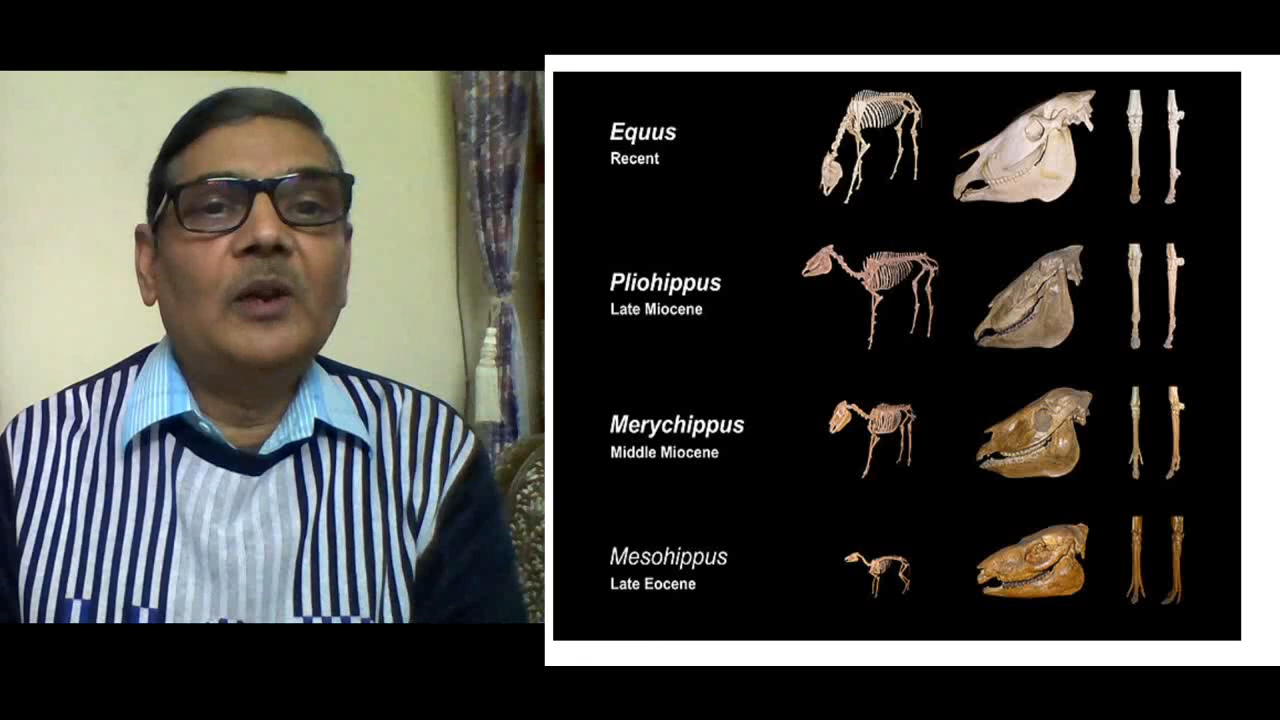 Equus
Recent
Pliohippus
Late Miocene
Merychippus
Middle Miocene
Mesohippus
Late Eocene